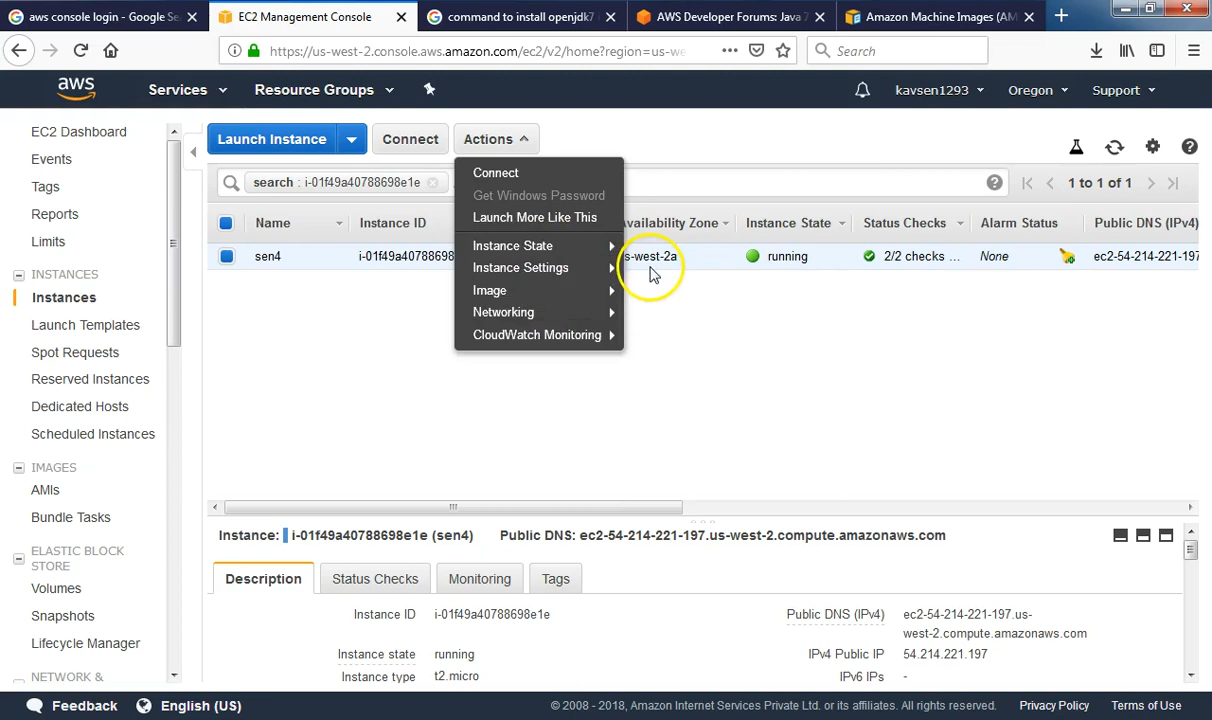 aws console login - Google Se
EC2 Management Console
command to install openjdk7
AWS Developer Forums: Java 7
Amazon Machine Images (AM
https://us-west-2.console.aws.amazon.com/ec2/v2/home?region=us-we
Search
aws
Services
Resource Groups
kavsen1293
Oregon
Support
EC2 Dashboard
Events
Tags
Reports
Limits
INSTANCES
Instances
Launch Templates
Spot Requests
Reserved Instances
Dedicated Hosts
Scheduled Instances
IMAGES
AMIs
Bundle Tasks
ELASTIC BLOCK
STORE
Volumes
Snapshots
Lifecycle Manager
NETWORK &
Launch Instance
Connect
Actions
Connect
Get Windows Password
Launch More Like This
Instance State
Instance Settings
Image
Networking
CloudWatch Monitoring
search : i-01f49a40788698e1e
1 to 1 of 1
Name
Instance ID
vailability Zone
Instance State
Status Checks
Alarm Status
Public DNS (IPv4)
sen4
i-01f49a40788698
s-west-2a
running
2/2 checks ...
None
ec2-54-214-221-197
Instance: i-01f49a40788698e1e (sen4)
Public DNS: ec2-54-214-221-197.us-west-2.compute.amazonaws.com
Description
Status Checks
Monitoring
Tags
Instance ID
i-01f49a40788698e1e
Public DNS (IPv4)
ec2-54-214-221-197.us-
west-2.compute.amazonaws.com
Instance state
running
IPv4 Public IP
54.214.221.197
Instance type
t2.micro
IPv6 IPs
-
Feedback
English (US)
© 2008 - 2018, Amazon Internet Services Private Ltd. or its affiliates. All rights reserved.
Privacy Policy
Terms of Use